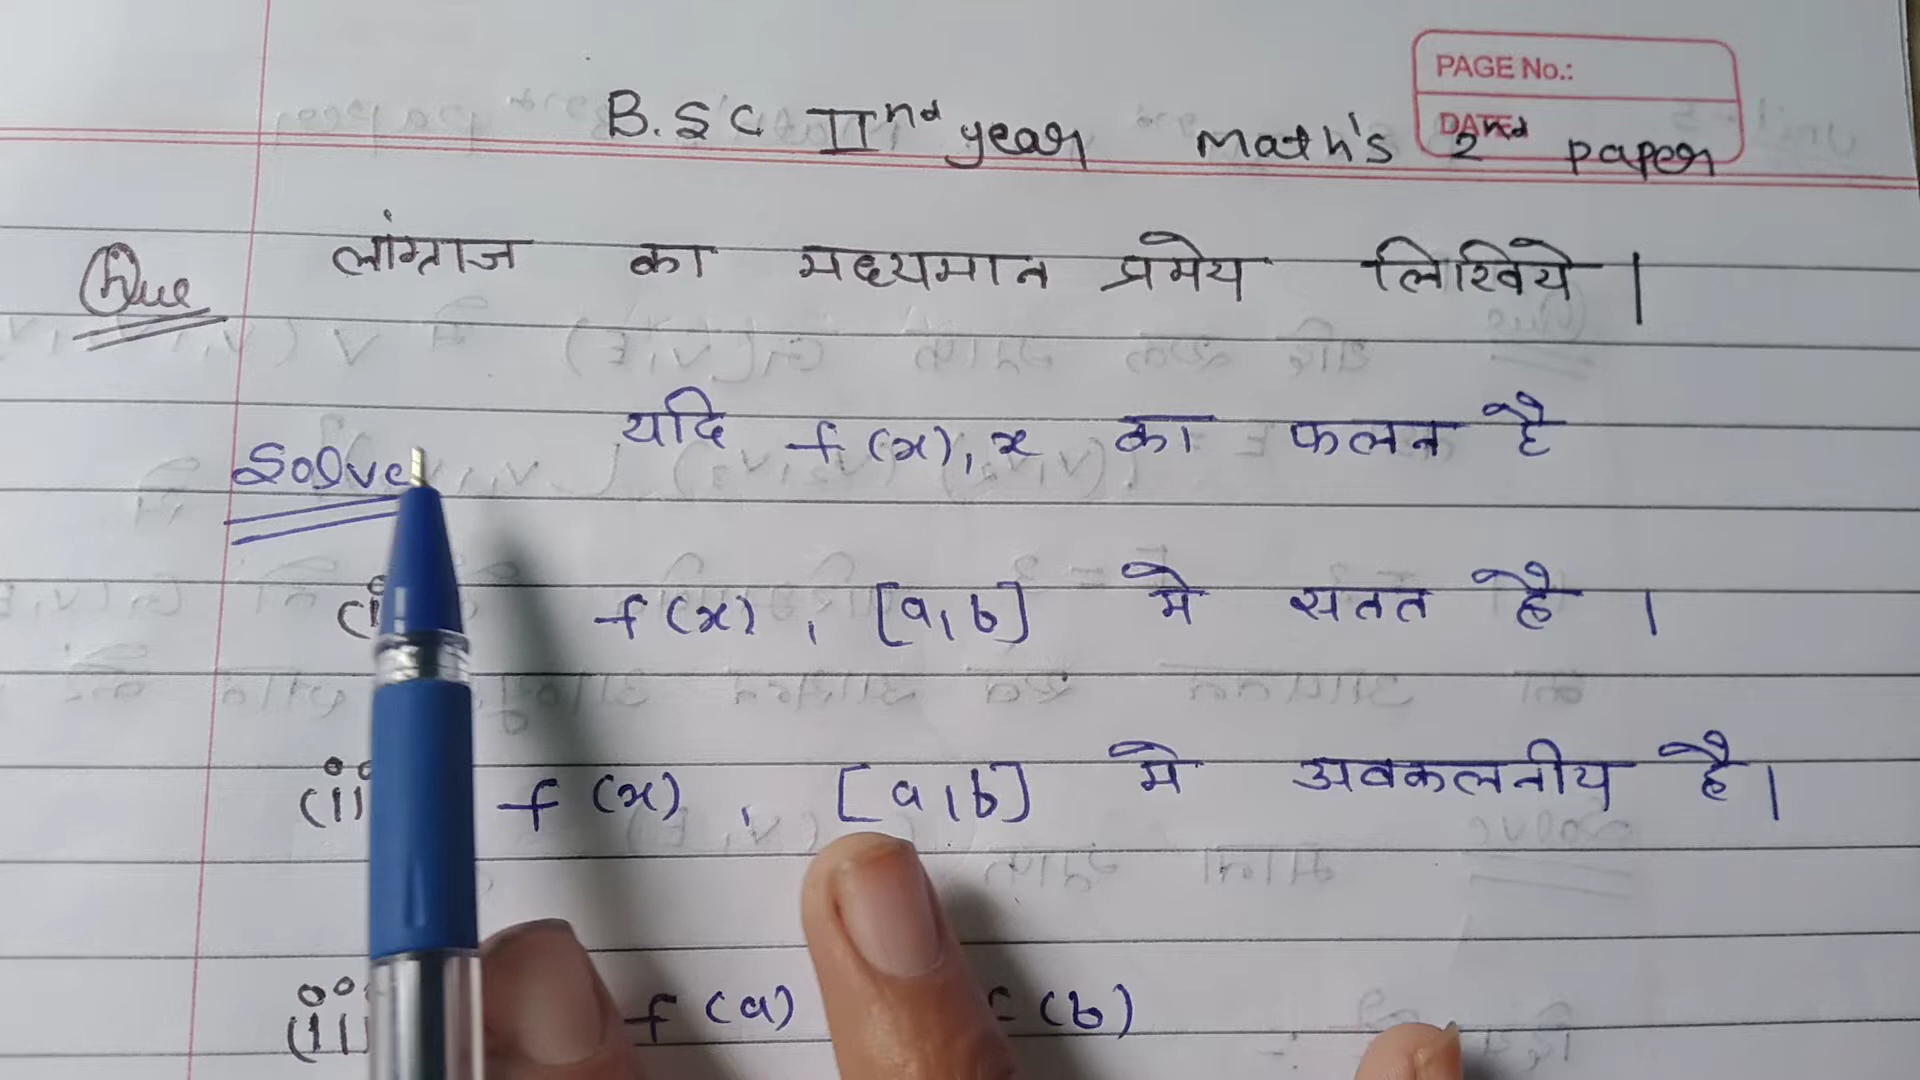 PAGE No.:
DATE:
B.SC IInd year Math's 2nd paper
Que लांग्राज का मध्यमान प्रमेय लिखिये ।
Solve यदि f(x), x का फलन है
(i f(x), [a,b] मे सतत है ।
(ii f(x), [a,b] मे अवकलनीय है ।
(iii f(a) (b)